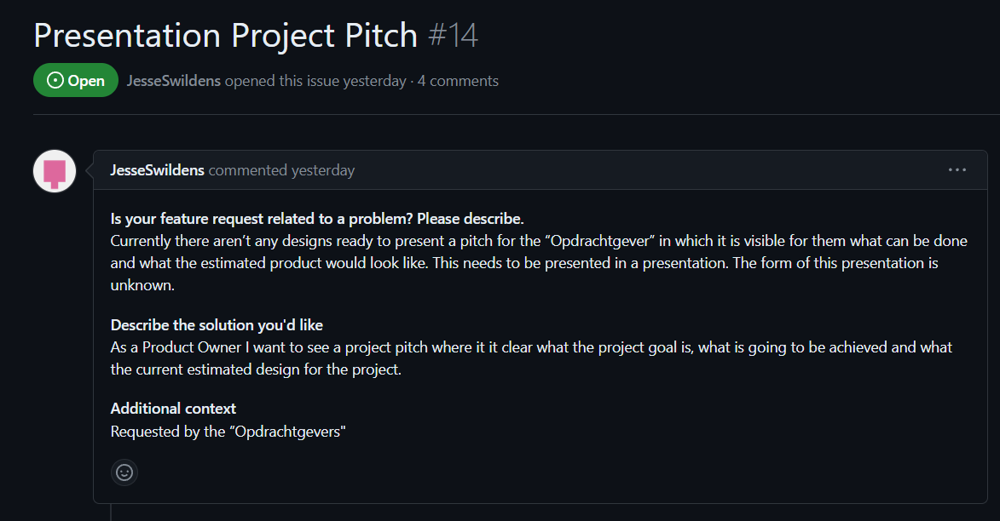 Presentation Project Pitch #14
Open JesseSwildens opened this issue yesterday · 4 comments
JesseSwildens commented yesterday
Is your feature request related to a problem? Please describe.
Currently there aren’t any designs ready to present a pitch for the “Opdrachtgever” in which it is visible for them what can be done
and what the estimated product would look like. This needs to be presented in a presentation. The form of this presentation is
unknown.
Describe the solution you'd like
As a Product Owner I want to see a project pitch where it it clear what the project goal is, what is going to be achieved and what
the current estimated design for the project.
Additional context
Requested by the “Opdrachtgevers"